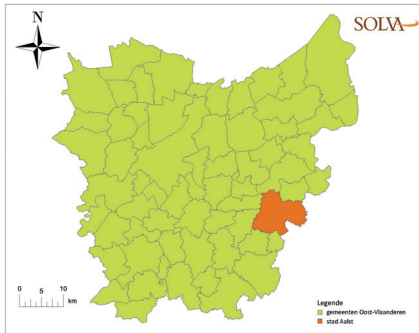 N
SOLVA
0 5 10
km
Legende
gemeenten Oost-Vlaanderen
stad Aalst